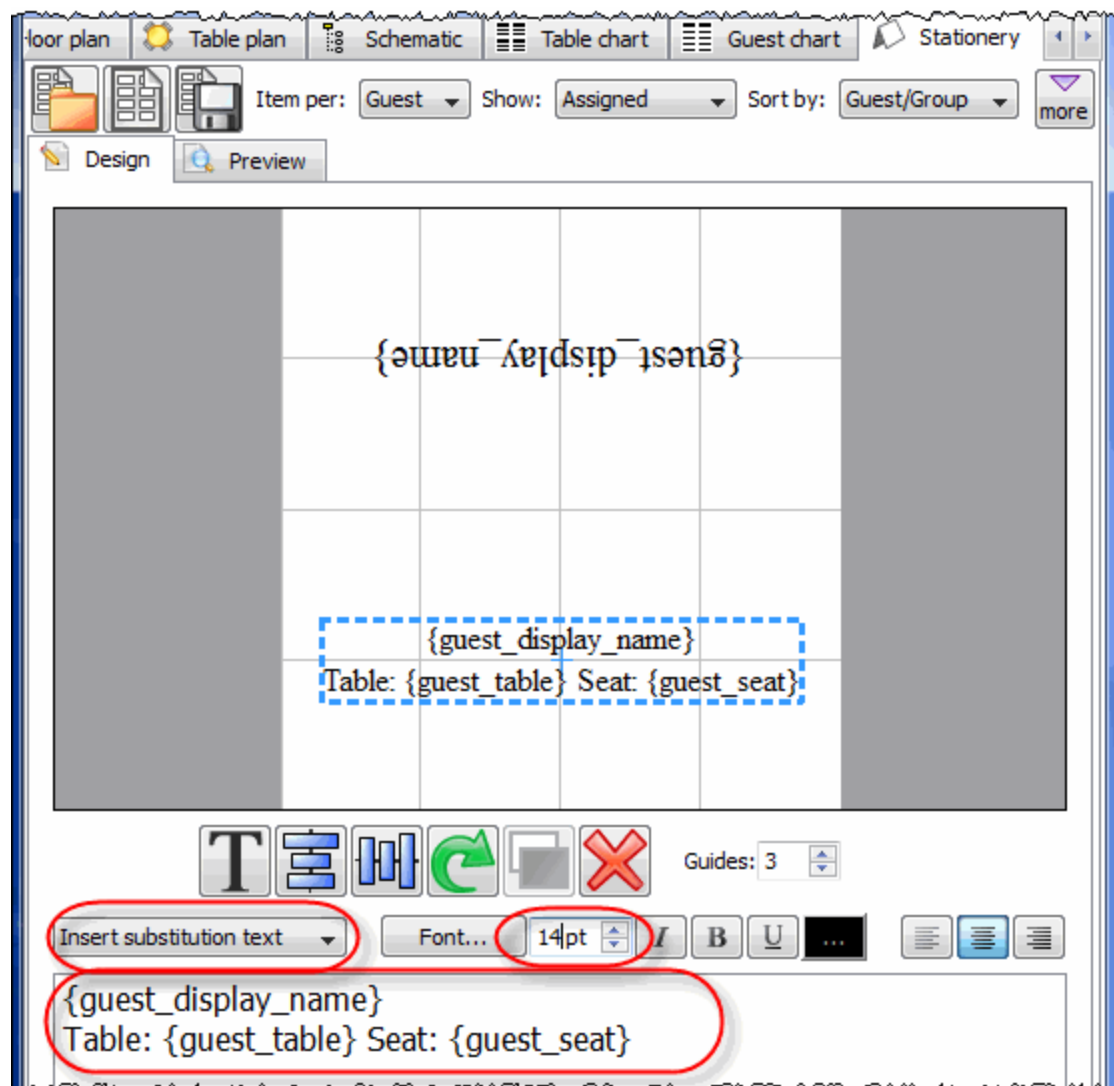 loor plan Table plan Schematic Table chart Guest chart Stationery
Item per: Guest Show: Assigned Sort by: Guest/Group more
Design Preview
{guest_display_name}
{guest_display_name}
Table: {guest_table} Seat: {guest_seat}
T Guides: 3
Insert substitution text Font... 14pt I B U ...
{guest_display_name}
Table: {guest_table} Seat: {guest_seat}